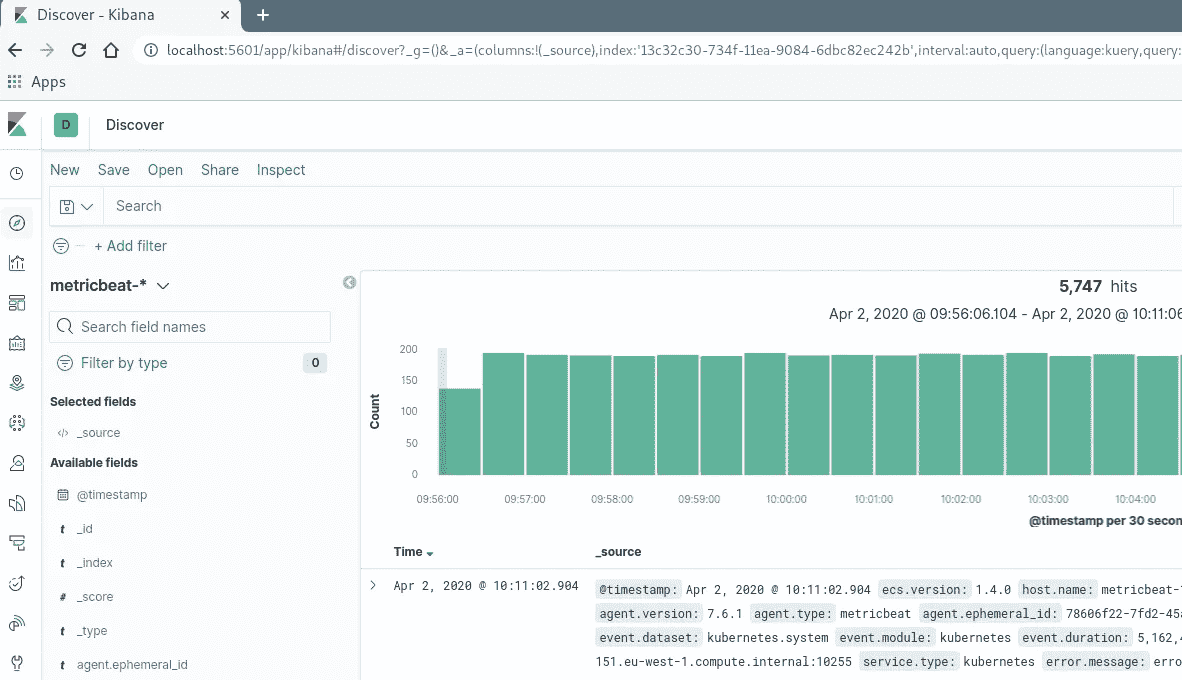 Discover - Kibana
localhost:5601/app/kibana#/discover?_g=()&_a=(columns:!(_source),index:'13c32c30-734f-11ea-9084-6dbc82ec242b',interval:auto,query:(language:kuery,query:
Apps
D Discover
New Save Open Share Inspect
Search
+ Add filter
metricbeat-*
Search field names
Filter by type 0
Selected fields
</> _source
Available fields
@timestamp
t _id
t _index
# _score
t _type
t agent.ephemeral_id
5,747 hits
Apr 2, 2020 @ 09:56:06.104 - Apr 2, 2020 @ 10:11:06
Count
200
150
100
50
0
09:56:00 09:57:00 09:58:00 09:59:00 10:00:00 10:01:00 10:02:00 10:03:00 10:04:00
@timestamp per 30 secon
Time _source
Apr 2, 2020 @ 10:11:02.904 @timestamp: Apr 2, 2020 @ 10:11:02.904 ecs.version: 1.4.0 host.name: metricbeat-
agent.version: 7.6.1 agent.type: metricbeat agent.ephemeral_id: 78606f22-7fd2-45a
event.dataset: kubernetes.system event.module: kubernetes event.duration: 5,162,4
151.eu-west-1.compute.internal:10255 service.type: kubernetes error.message: erro